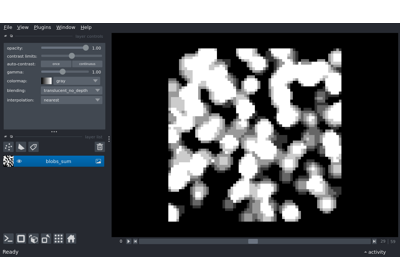 File View Plugins Window Help
opacity: 1.00
contrast limits:
auto-contrast: once continuous
gamma: 1.00
colormap: gray
blending: translucent_no_depth
interpolation: nearest
blobs_sum
Ready
activity